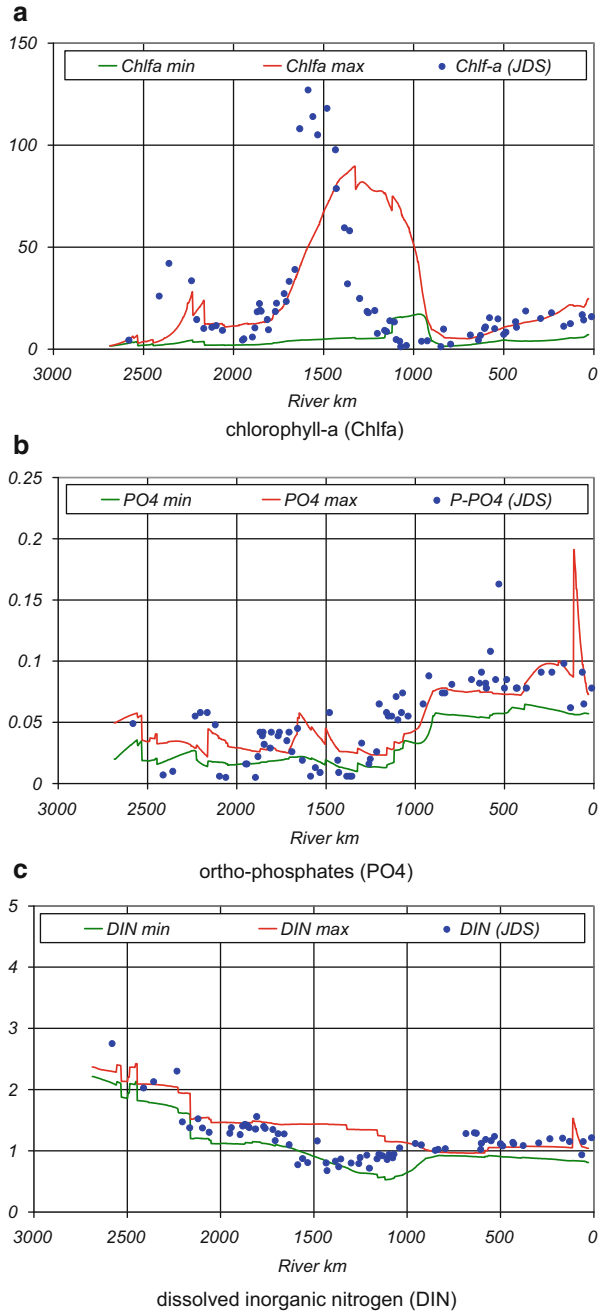 a
150
Chlfa min Chlfa max Chlf-a (JDS)
100
50
0
3000 2500 2000 1500 1000 500 0
River km
chlorophyll-a (Chlfa)
b
0.25
PO4 min PO4 max P-PO4 (JDS)
0.2
0.15
0.1
0.05
0
3000 2500 2000 1500 1000 500 0
River km
ortho-phosphates (PO4)
c
5
DIN min DIN max DIN (JDS)
4
3
2
1
0
3000 2500 2000 1500 1000 500 0
River km
dissolved inorganic nitrogen (DIN)